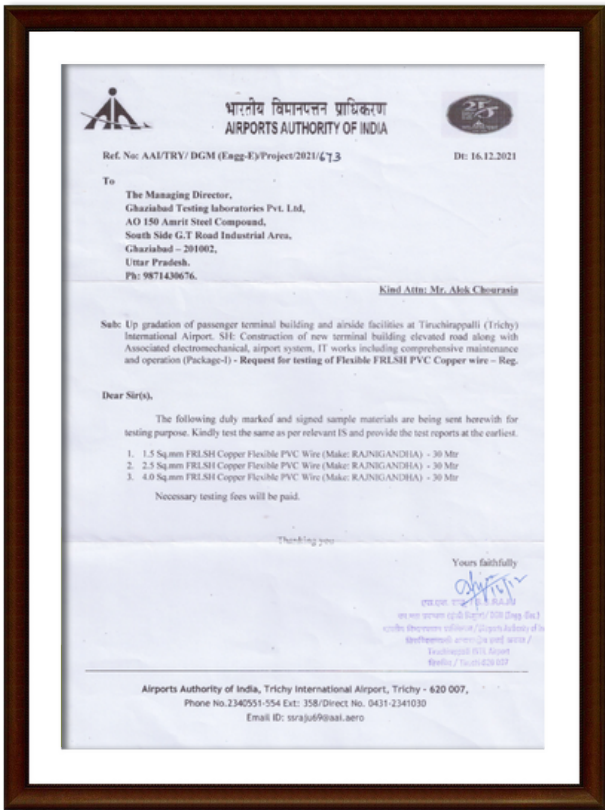 भारतीय विमानपत्तन प्राधिकरण
AIRPORTS AUTHORITY OF INDIA
Ref. No: AAI/TRY/ DGM (Engg-E)/Project/2021/673
Dt: 16.12.2021
To
The Managing Director,
Ghaziabad Testing laboratories Pvt. Ltd,
AO 150 Amrit Steel Compound,
South Side G.T Road Industrial Area,
Ghaziabad – 201002,
Uttar Pradesh.
Ph: 9871430676.
Kind Attn: Mr. Alok Chourasia
Sub: Up gradation of passenger terminal building and airside facilities at Tiruchirappalli (Trichy)
International Airport. SH: Construction of new terminal building elevated road along with
Associated electromechanical, airport system, IT works including comprehensive maintenance
and operation (Package-I) - Request for testing of Flexible FRLSH PVC Copper wire – Reg.
Dear Sir(s),
The following duly marked and signed sample materials are being sent herewith for
testing purpose. Kindly test the same as per relevant IS and provide the test reports at the earliest.
1. 1.5 Sq.mm FRLSH Copper Flexible PVC Wire (Make: RAJNIGANDHA) - 30 Mtr
2. 2.5 Sq.mm FRLSH Copper Flexible PVC Wire (Make: RAJNIGANDHA) - 30 Mtr
3. 4.0 Sq.mm FRLSH Copper Flexible PVC Wire (Make: RAJNIGANDHA) - 30 Mtr
Necessary testing fees will be paid.
Thanking you
Yours faithfully
16/12
Airports Authority of India, Trichy International Airport, Trichy - 620 007,
Phone No.2340551-554 Ext: 358/Direct No. 0431-2341030
Email ID: ssraju69@aai.aero